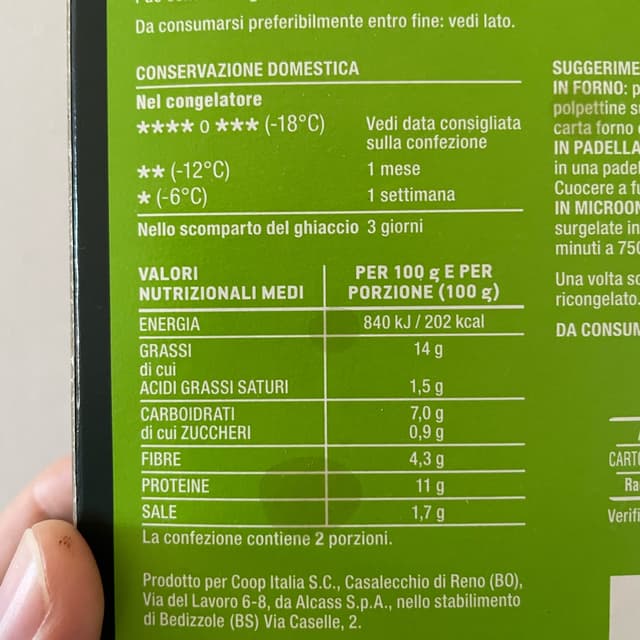 Da consumarsi preferibilmente entro fine: vedi lato.
CONSERVAZIONE DOMESTICA
Nel congelatore
**** o *** (-18°C) Vedi data consigliata
sulla confezione
** (-12°C) 1 mese
* (-6°C) 1 settimana
Nello scomparto del ghiaccio 3 giorni
VALORI
NUTRIZIONALI MEDI
PER 100 g E PER
PORZIONE (100 g)
ENERGIA 840 kJ / 202 kcal
GRASSI 14 g
di cui
ACIDI GRASSI SATURI 1,5 g
CARBOIDRATI 7,0 g
di cui ZUCCHERI 0,9 g
FIBRE 4,3 g
PROTEINE 11 g
SALE 1,7 g
La confezione contiene 2 porzioni.
Prodotto per Coop Italia S.C., Casalecchio di Reno (BO),
Via del Lavoro 6-8, da Alcass S.p.A., nello stabilimento
di Bedizzole (BS) Via Caselle, 2.
SUGGERIME
IN FORNO: p
polpettine s
carta forno
IN PADELLA
in una padel
Cuocere a fu
IN MICROON
surgelate in
minuti a 750
Una volta sc
ricongelato.
DA CONSUM
CARTO
Ra
Verifi